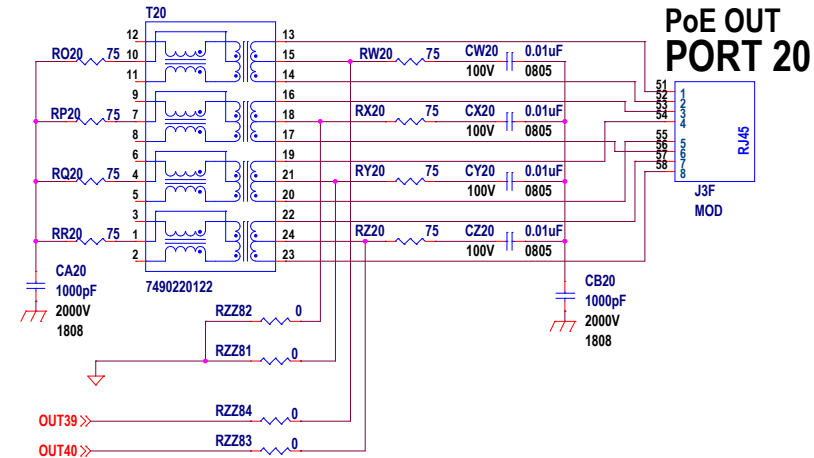 T20
PoE OUT
PORT 20
12
13
RO20 75 10
15 RW20 75 CW20 0.01uF
11
14 100V 0805
9
16
RP20 75 7
18 RX20 75 CX20 0.01uF
8
17 100V 0805
6
19
RQ20 75 4
21 RY20 75 CY20 0.01uF
5
20 100V 0805
3
22
RR20 75 1
24 RZ20 75 CZ20 0.01uF
2
23 100V 0805
51 1
52 2
53 3
54 4
55 5
56 6
57 7
58 8
RJ45
J3F
MOD
CA20
1000pF
2000V
1808
7490220122
CB20
1000pF
2000V
1808
RZZ82 0
RZZ81 0
OUT39 RZZ84 0
OUT40 RZZ83 0